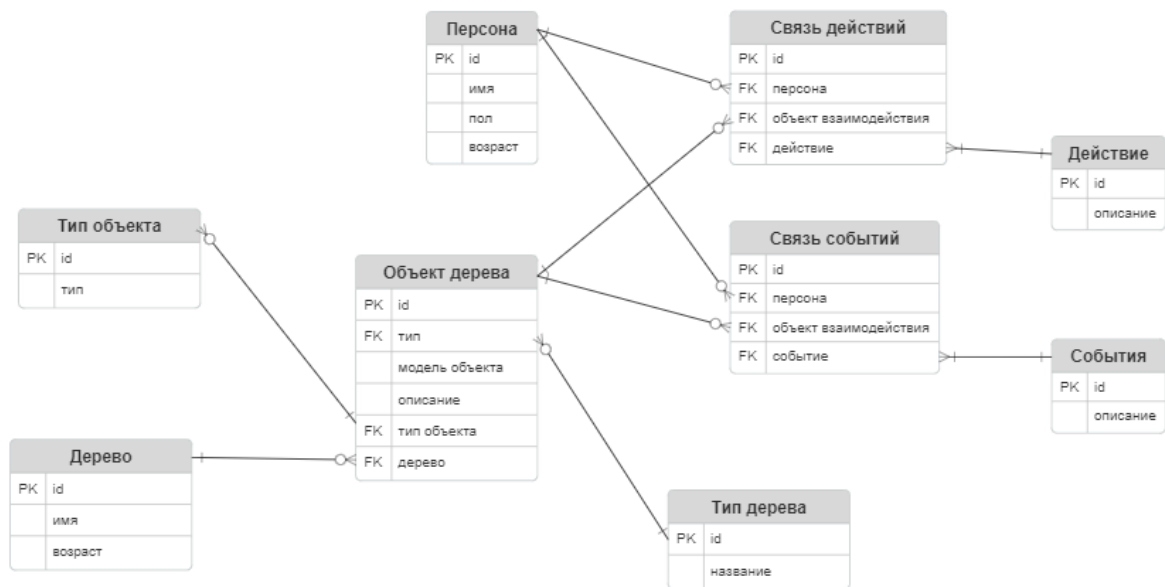 Персона
PK id
имя
пол
возраст
Связь действий
PK id
FK персона
FK объект взаимодействия
FK действие
Действие
PK id
описание
Тип объекта
PK id
тип
Объект дерева
PK id
FK тип
модель объекта
описание
FK тип объекта
FK дерево
Связь событий
PK id
FK персона
FK объект взаимодействия
FK событие
События
PK id
описание
Дерево
PK id
имя
возраст
Тип дерева
PK id
название